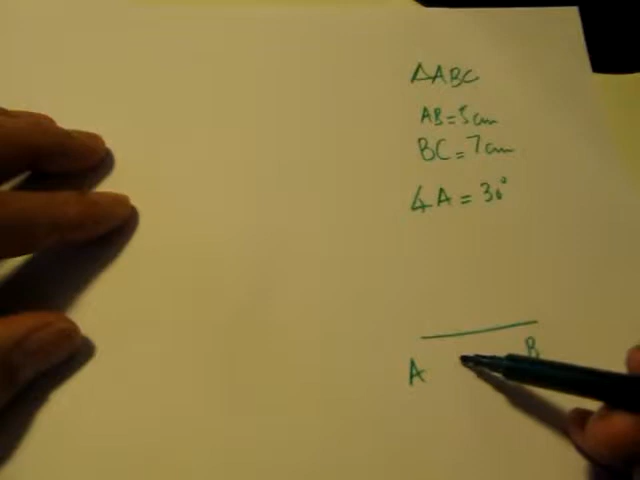 △ABC
AB=5cm
BC=7cm
∡A=30°
A B